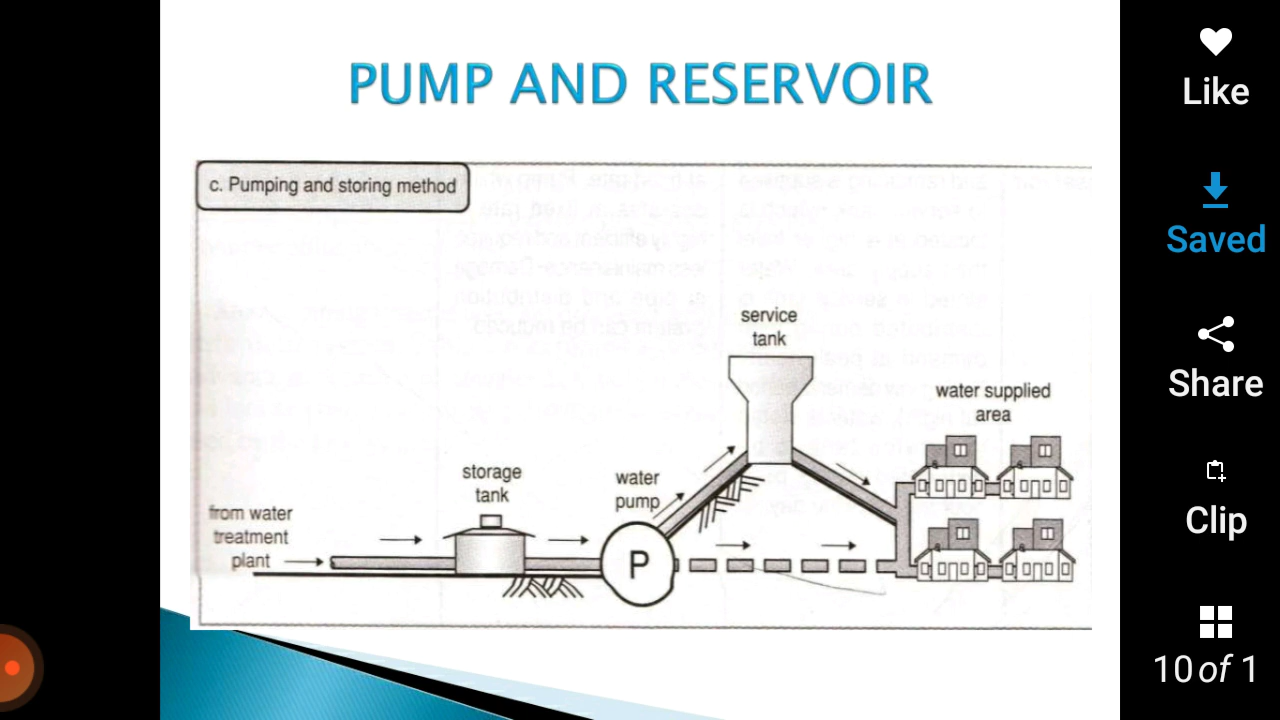 PUMP AND RESERVOIR
c. Pumping and storing method
service
tank
water supplied
area
storage
tank
water
pump
from water
treatment
plant
P
Like
Saved
Share
Clip
10 of 1